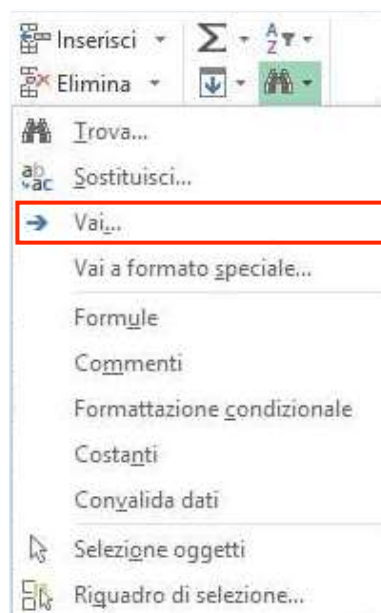 Inserisci
Elimina
Trova...
Sostituisci...
Vai...
Vai a formato speciale...
Formule
Commenti
Formattazione condizionale
Costanti
Convalida dati
Selezione oggetti
Riquadro di selezione...